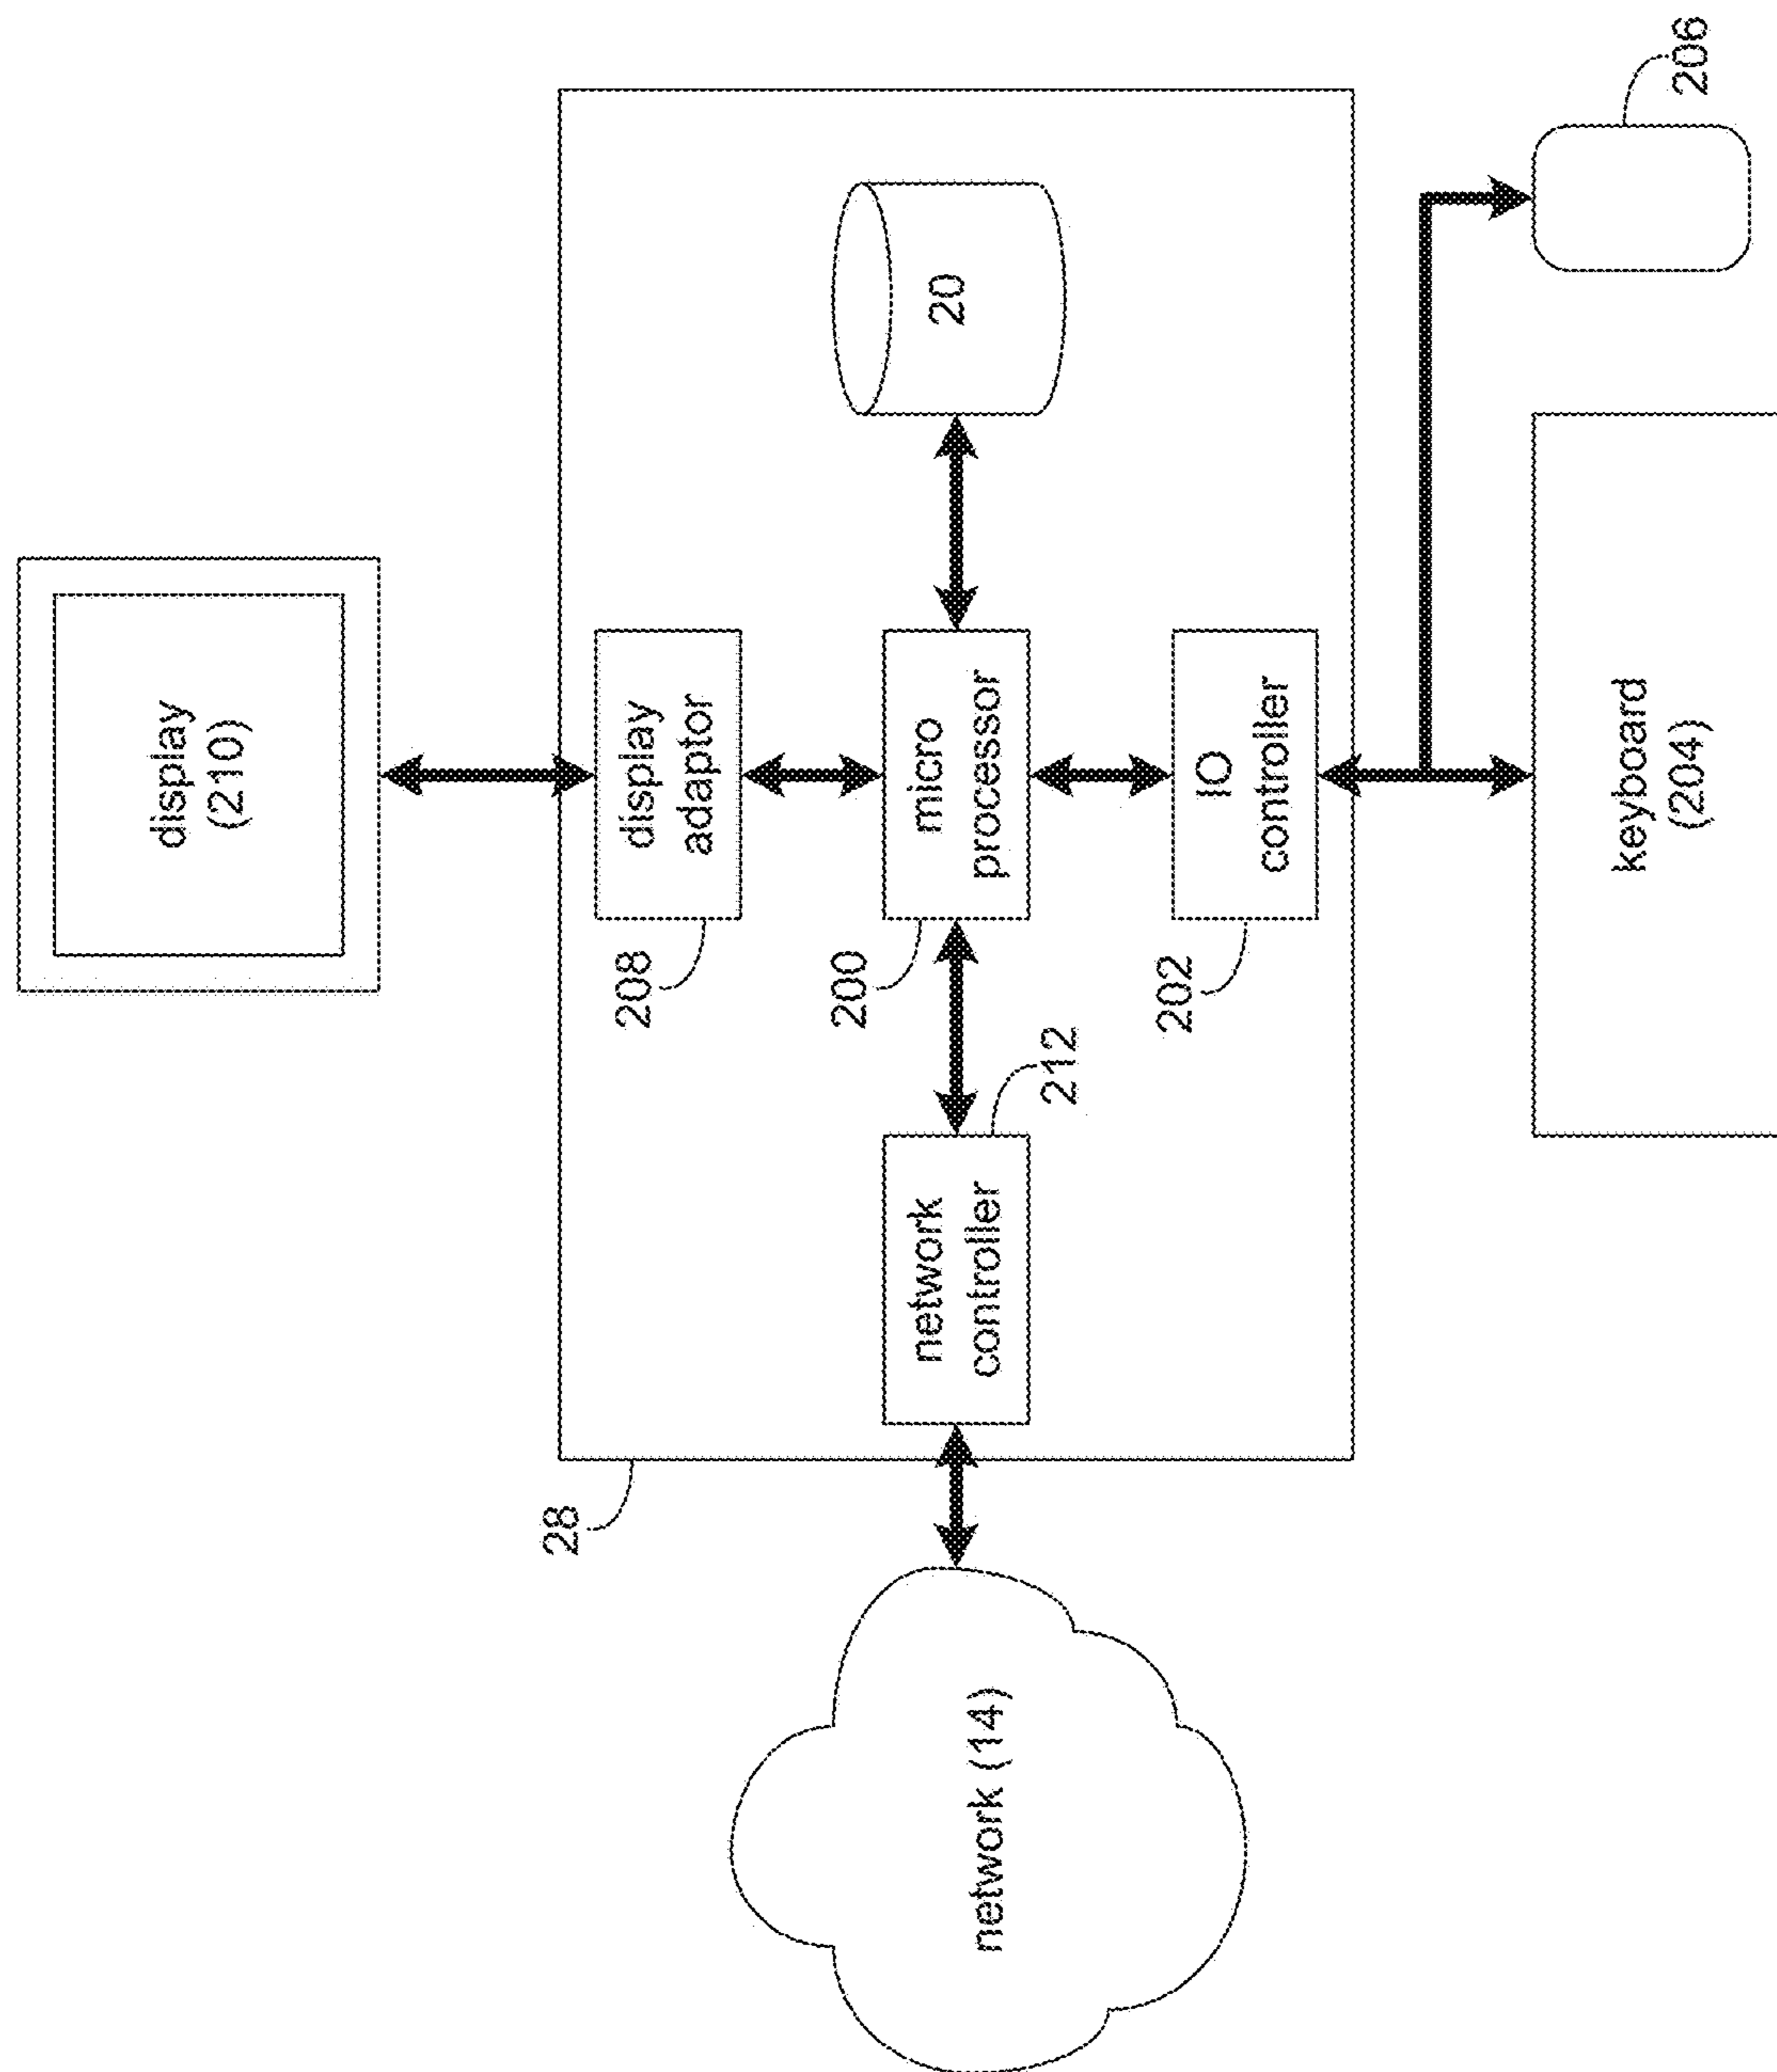 display
(210)
28
208
display
adaptor
200
micro
processor
20
212
network
controller
network (14)
202
IO
controller
keyboard
(204)
206